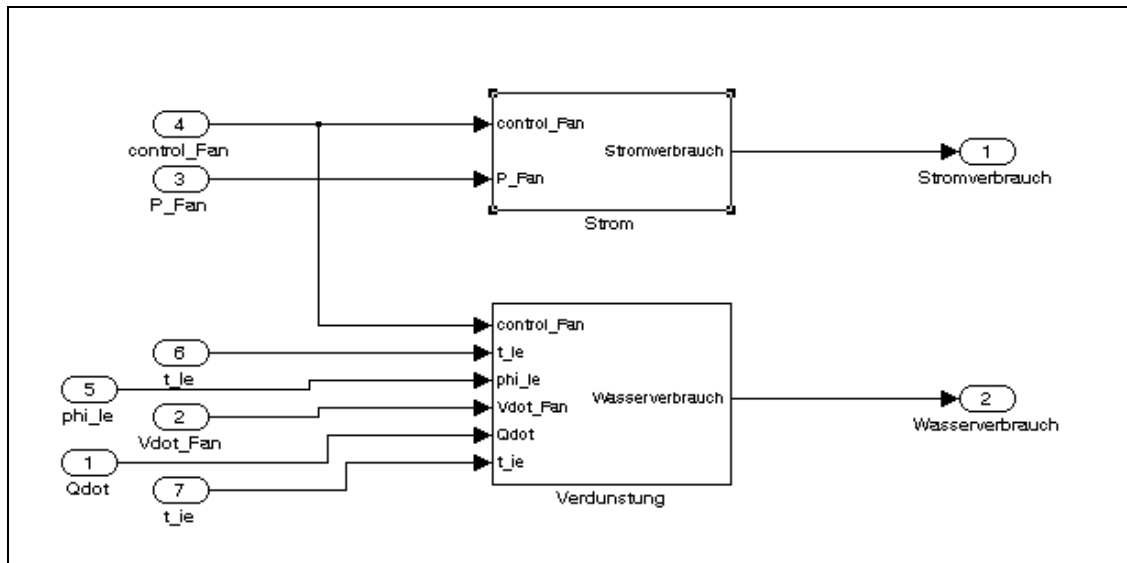 4
control_Fan
3
P_Fan
control_Fan
P_Fan
Stromverbrauch
Strom
1
Stromverbrauch
6
t_le
5
phi_le
2
Vdot_Fan
1
Qdot
7
t_ie
control_Fan
t_le
phi_le
Vdot_Fan
Qdot
t_ie
Wasserverbrauch
Verdunstung
2
Wasserverbrauch